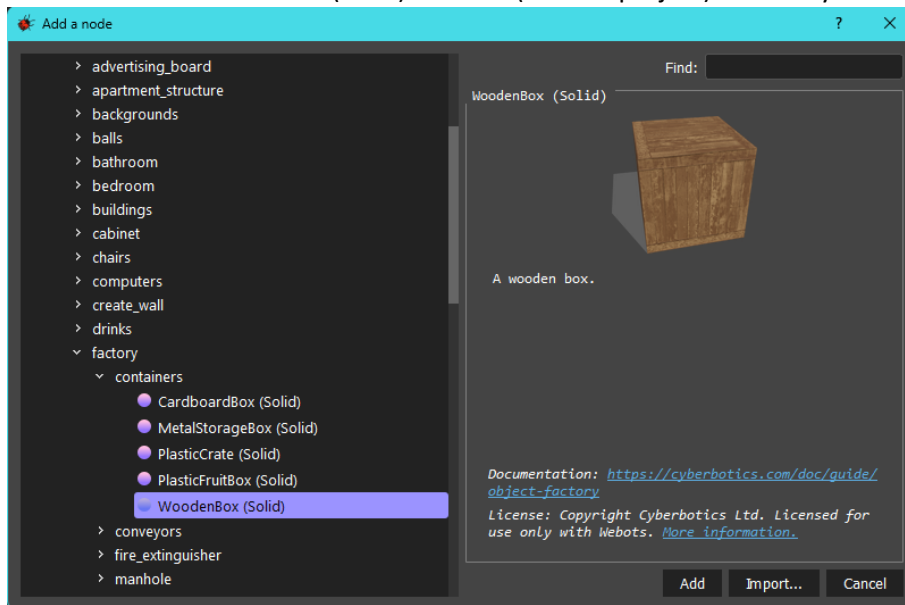 Add a node
?
advertising_board
apartment_structure
backgrounds
balls
bathroom
bedroom
buildings
cabinet
chairs
computers
create_wall
drinks
factory
containers
CardboardBox (Solid)
MetalStorageBox (Solid)
PlasticCrate (Solid)
PlasticFruitBox (Solid)
WoodenBox (Solid)
conveyors
fire_extinguisher
manhole
Find:
WoodenBox (Solid)
A wooden box.
Documentation: https://cyberbotics.com/doc/guide/
object-factory
License: Copyright Cyberbotics Ltd. Licensed for
use only with Webots. More information.
Add
Import...
Cancel